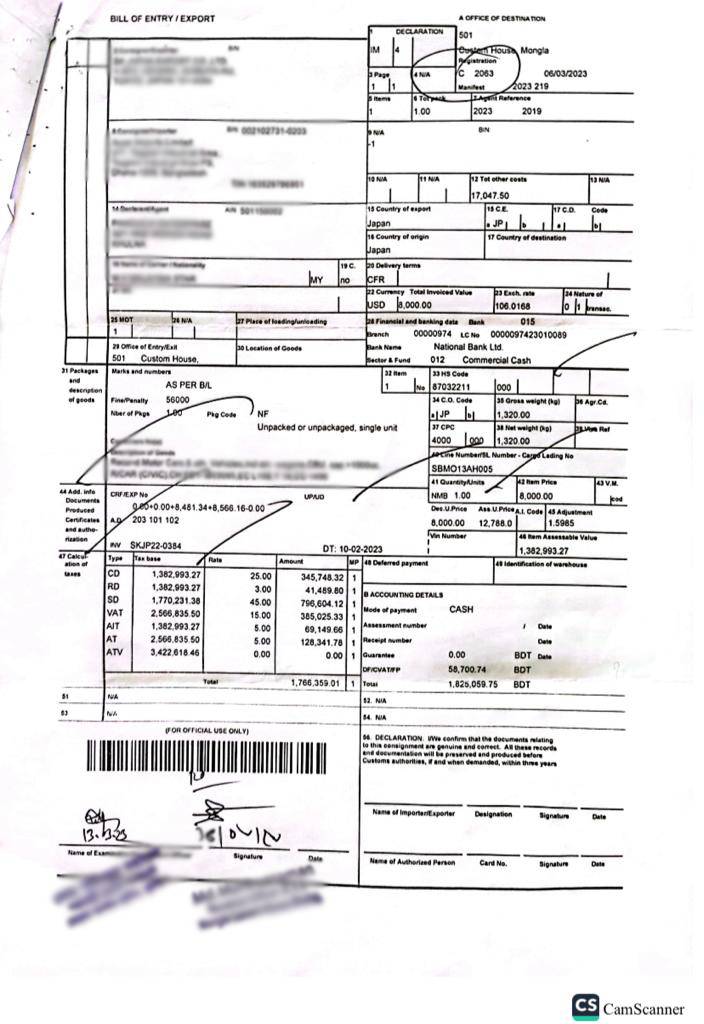 BILL OF ENTRY / EXPORT
A OFFICE OF DESTINATION
1 DECLARATION
IM 4
501
Custom House, Mongla
Registration
C 2063 06/03/2023
Manifest 2023 219
3 Page
1 1
4 N/A
5 Items
1
6 Tot pack
1.00
7 Agent Reference
2023 2019
BIN 002102731-0203
9 N/A
-1
BIN
10 N/A
11 N/A
12 Tot other costs
17,047.50
13 N/A
14 Declarant/Agent
15 Country of export
Japan
15 C.E. Code
a JP b
17 C.D. Code
a b
16 Country of origin
Japan
17 Country of destination
MY
19 C.
no
20 Delivery terms
CFR
22 Currency Total Invoiced Value
USD 8,000.00
23 Exch. rate
106.0168
24 Nature of
0 1 transac.
25 MOT
1
26 N/A
27 Place of loading/unloading
28 Financial and banking data Bank 015
Branch 00000974 LC No 0000097423010089
Bank Name National Bank Ltd.
Sector & Fund 012 Commercial Cash
29 Office of Entry/Exit
501 Custom House,
30 Location of Goods
31 Packages
and
description
of goods
Marks and numbers
AS PER B/L
Fine/Penalty 56000
Nber of Pkgs 1.00 Pkg Code NF
Unpacked or unpackaged, single unit
32 Item
1 No
33 HS Code
87032211 000
34 C.O. Code
a JP b
35 Gross weight (kg)
1,320.00
36 Agr.Cd.
37 CPC
4000 000
38 Net weight (kg)
1,320.00
40 Line Number/SL Number - Cargo Lading No
SBMO13AH005
41 Quantity/Units
NMB 1.00
42 Item Price
8,000.00
43 V.M.
cod
44 Add. info
Documents
Produced
Certificates
and autho-
rization
CRF/EXP No UP/UD
0.00+0.00+8,481.34+8,566.16-0.00
A.D 203 101 102
INV SKJP22-0384 DT: 10-02-2023
Dec.U.Price Ass.U.Price A.I. Code
8,000.00 12,788.0
45 Adjustment
1.5985
Vin Number
46 Item Assessable Value
1,382,993.27
47 Calcul-
ation of
taxes
Type Tax base Rate Amount MP
CD 1,382,993.27 25.00 345,748.32 1
RD 1,382,993.27 3.00 41,489.80 1
SD 1,770,231.38 45.00 796,604.12 1
VAT 2,566,835.50 15.00 385,025.33 1
AIT 1,382,993.27 5.00 69,149.66 1
AT 2,566,835.50 5.00 128,341.78 1
ATV 3,422,618.46 0.00 0.00 1
Total 1,766,359.01 1
48 Deferred payment
49 Identification of warehouse
B ACCOUNTING DETAILS
Mode of payment CASH
Assessment number / Date
Receipt number Date
Guarantee 0.00 BDT Date
DF/CVAT/FP 58,700.74 BDT
Total 1,825,059.75 BDT
51 N/A
52. N/A
53 N/A
54. N/A
(FOR OFFICIAL USE ONLY)
56. DECLARATION. I/We confirm that the documents relating
to this consignment are genuine and correct. All these records
and documentation will be preserved and produced before
Customs authorities, if and when demanded, within three years
13.3.23
Name of Signature Date
Name of Importer/Exporter Designation Signature Date
Name of Authorized Person Card No. Signature Date
CS CamScanner